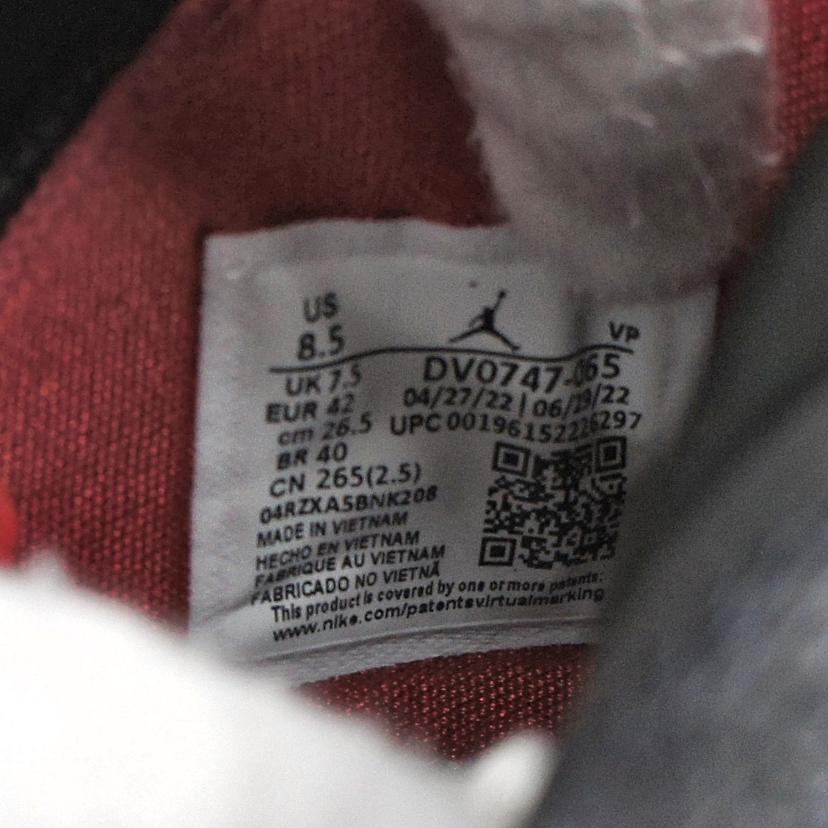 US
8.5
VP
UK 7.5
DV0747-065
EUR 42
04/27/22 | 06/29/22
cm 26.5
UPC 00196152226297
BR 40
CN 265(2.5)
04RZXA5BNK208
MADE IN VIETNAM
HECHO EN VIETNAM
FABRIQUE AU VIETNAM
FABRICADO NO VIETNÃ
This product is covered by one or more patents:
www.nike.com/patentsvirtualmarking